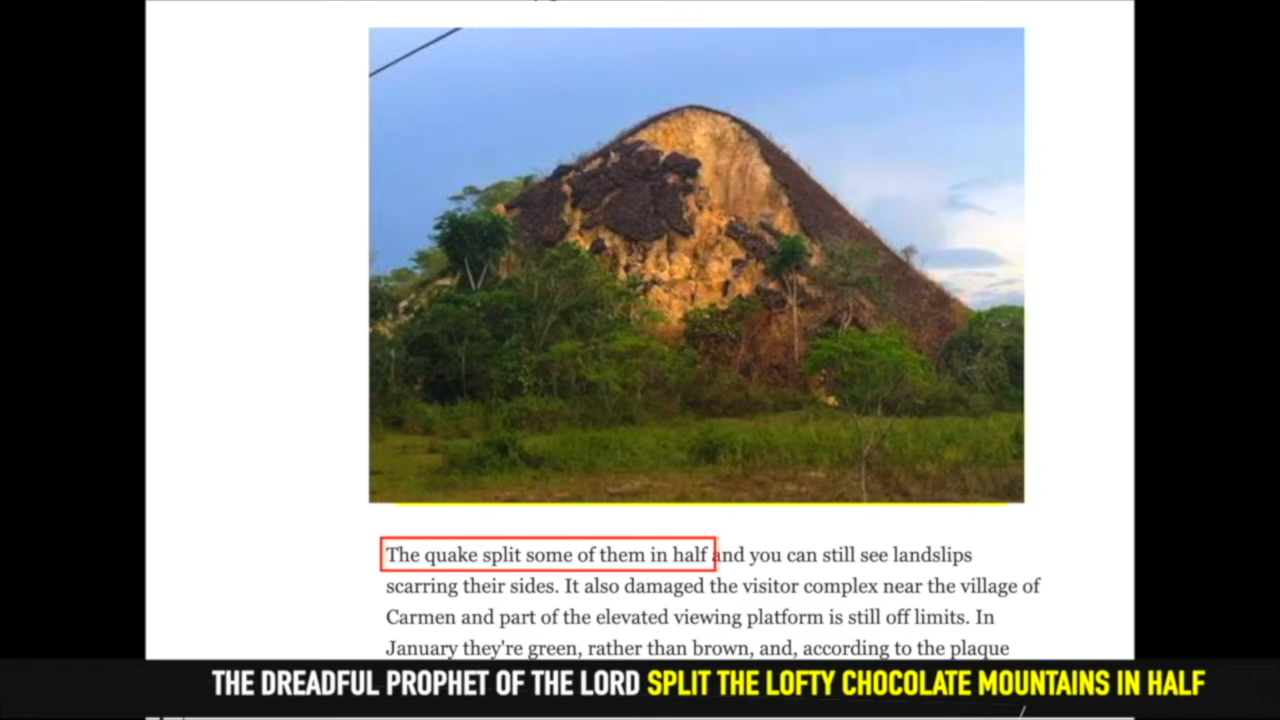 The quake split some of them in half and you can still see landslips
scarring their sides. It also damaged the visitor complex near the village of
Carmen and part of the elevated viewing platform is still off limits. In
January they're green, rather than brown, and, according to the plaque
THE DREADFUL PROPHET OF THE LORD SPLIT THE LOFTY CHOCOLATE MOUNTAINS IN HALF